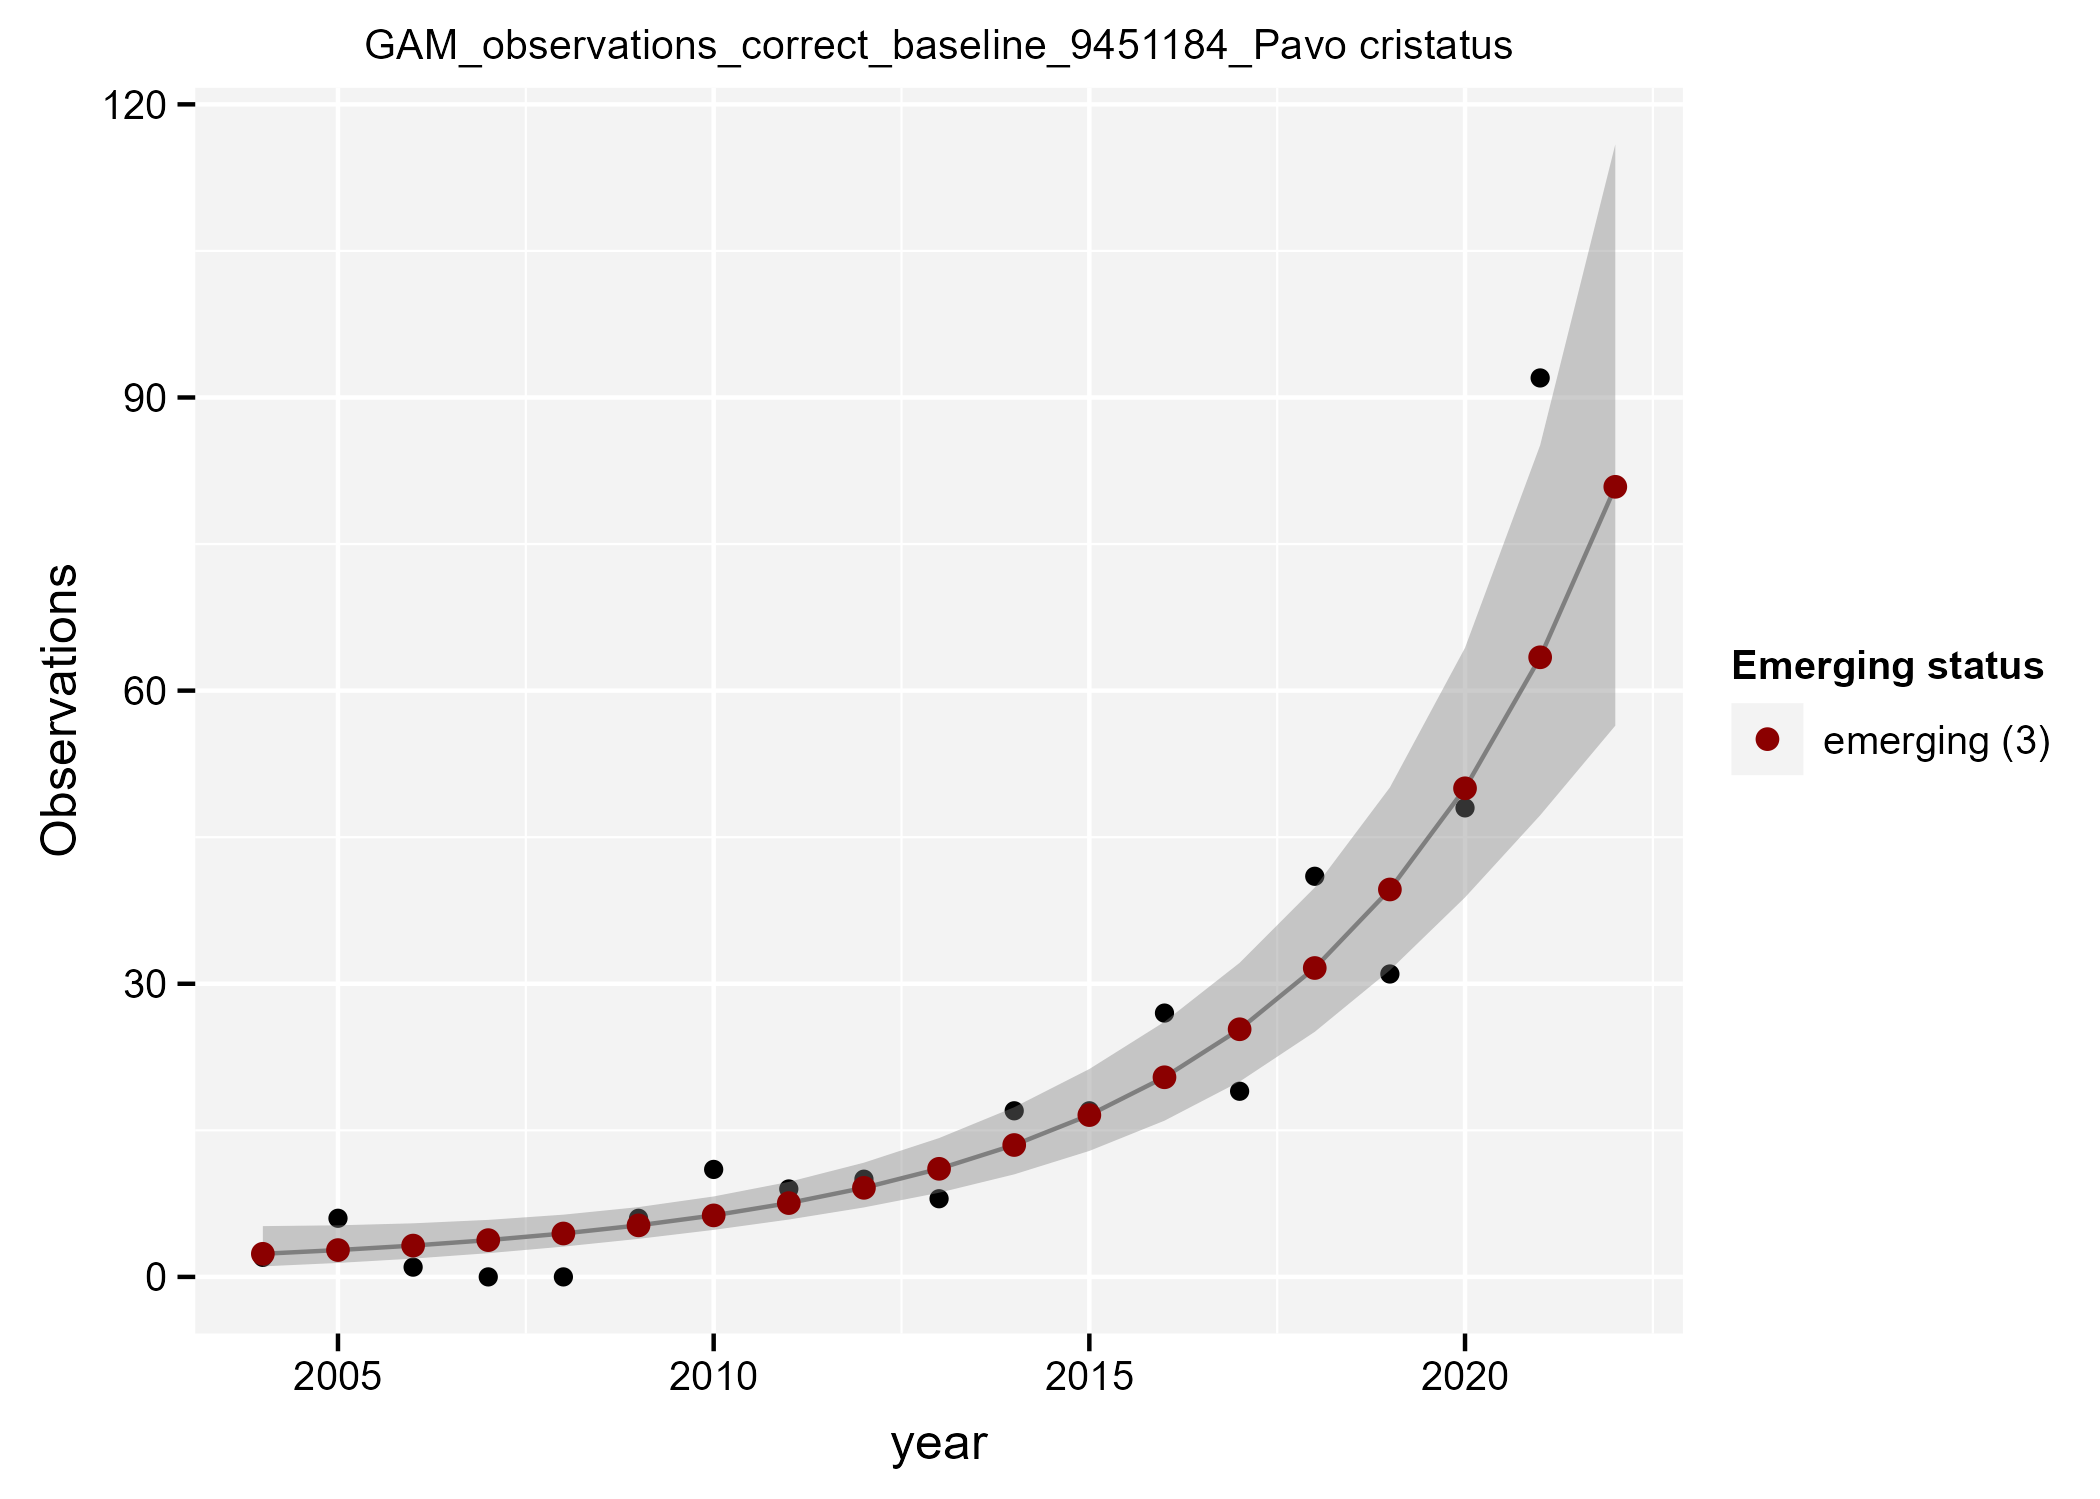 GAM_observations_correct_baseline_9451184_Pavo cristatus
120
90
60
30
0
Observations
2005 2010 2015 2020
year
Emerging status
emerging (3)